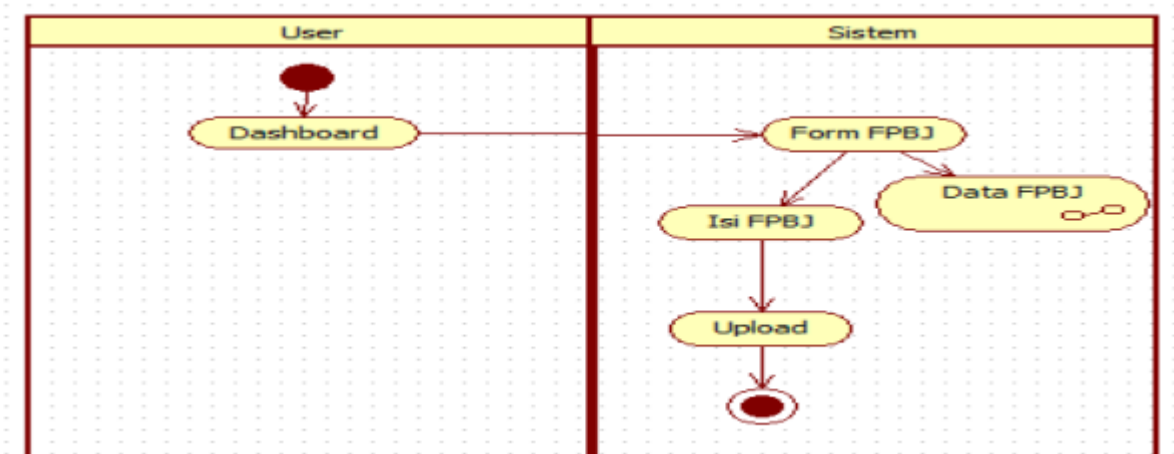 User
Sistem
Dashboard
Form FPBJ
Data FPBJ
Isi FPBJ
Upload